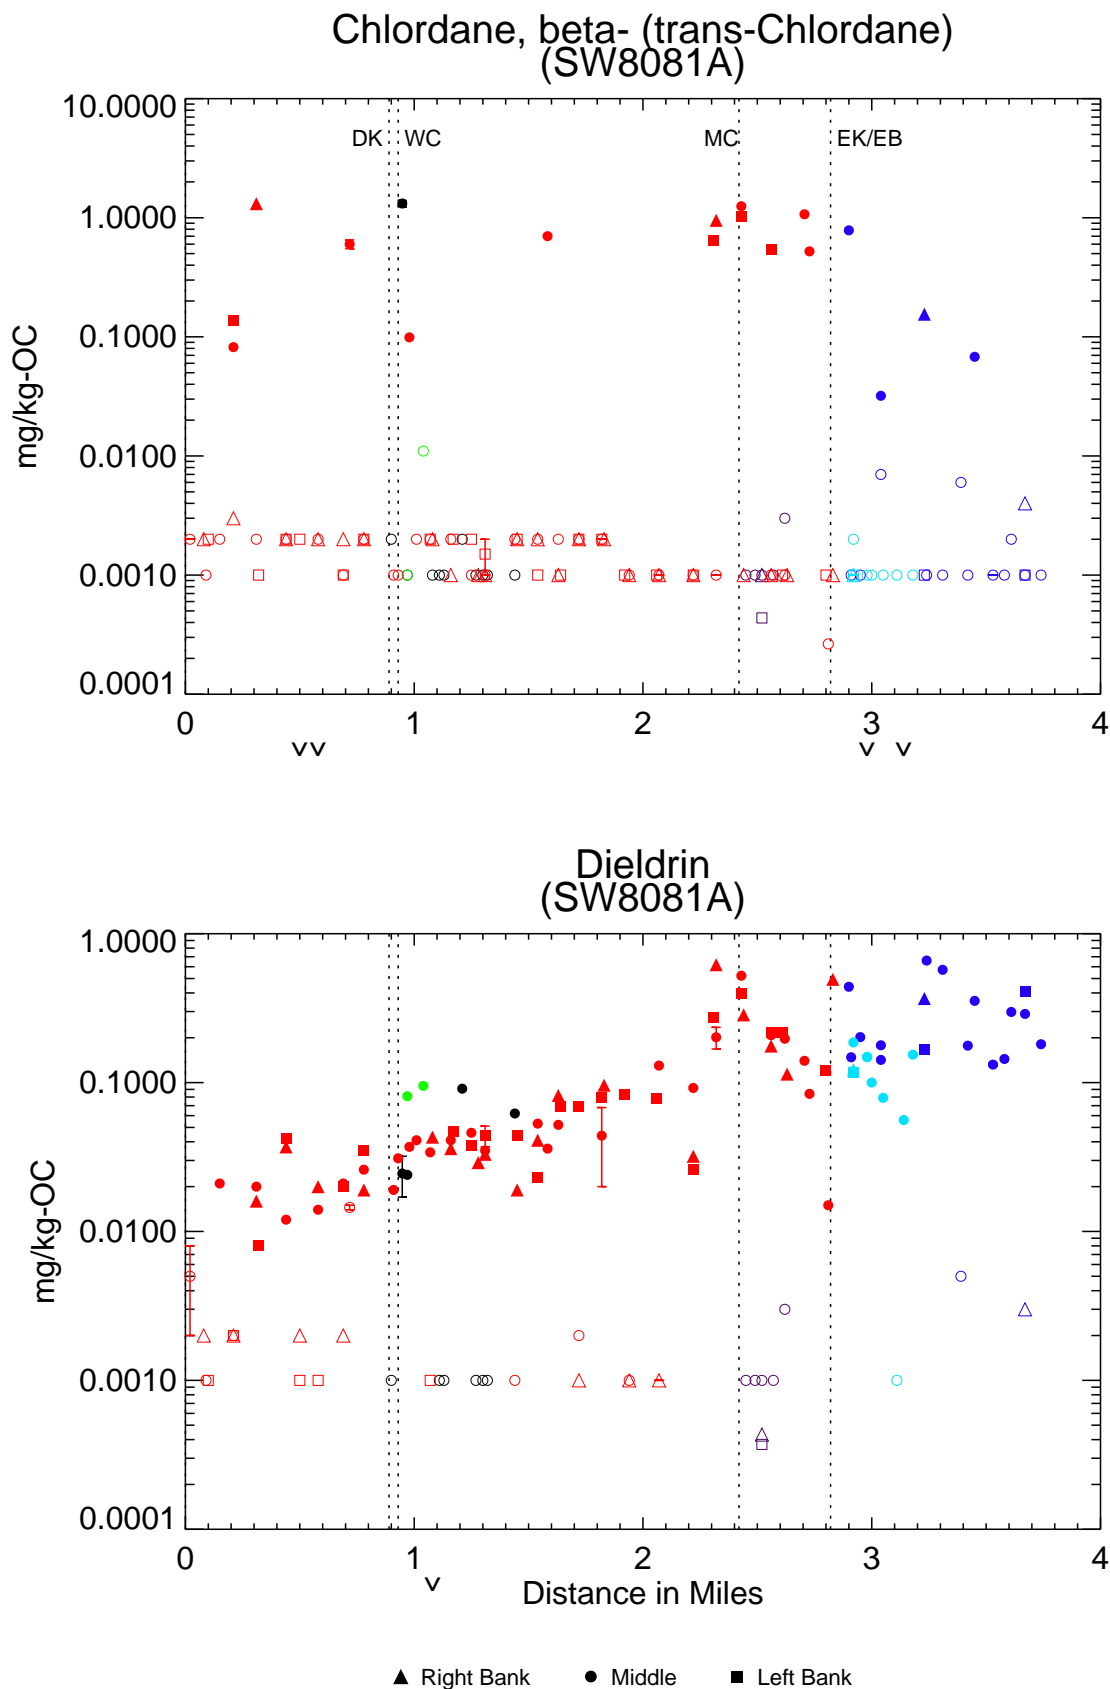 Chlordane, beta- (trans-Chlordane)
(SW8081A)
10.0000
DK WC MC EK/EB
1.0000
0.1000
mg/kg-OC
0.0100
0.0010
0.0001
0 1 2 3 4
Dieldrin
(SW8081A)
1.0000
0.1000
mg/kg-OC
0.0100
0.0010
0.0001
0 1 2 3 4
Distance in Miles
Right Bank Middle Left Bank